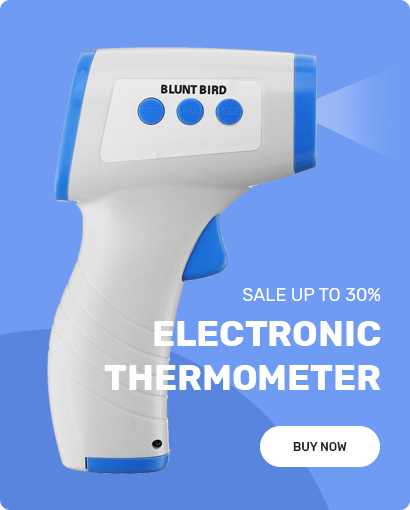 BLUNT BIRD
SALE UP TO 30%
ELECTRONIC
THERMOMETER
BUY NOW